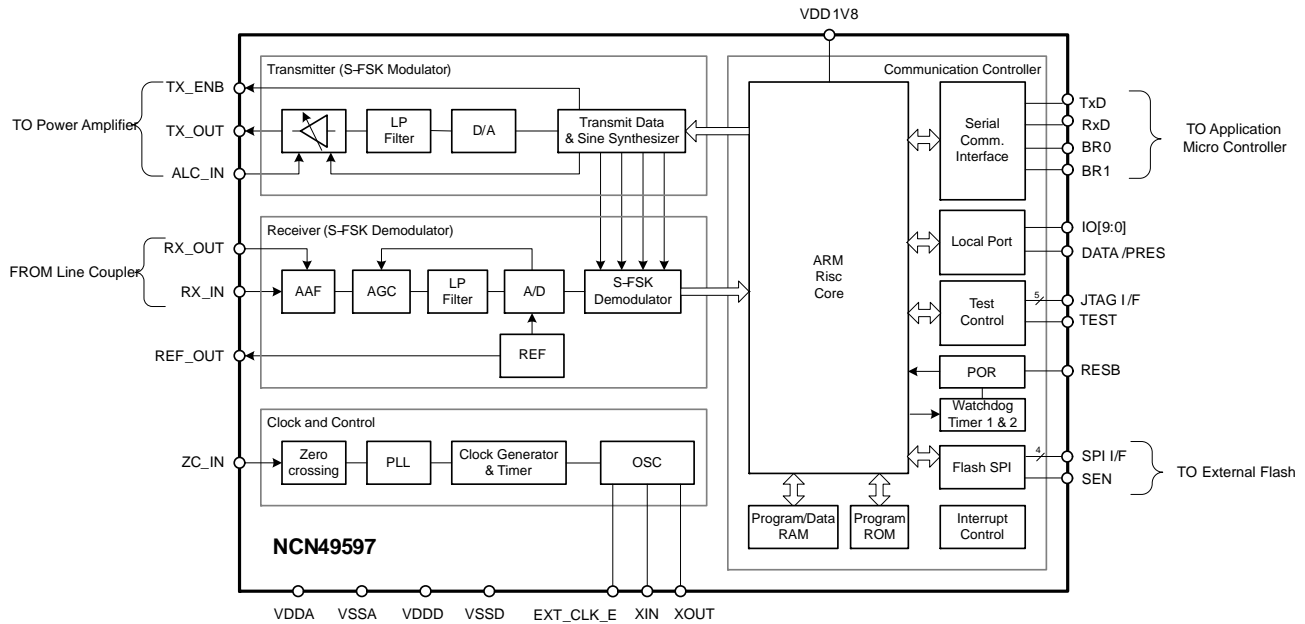 VDD1V8
Transmitter (S-FSK Modulator)
Communication Controller
TX_ENB
TO Power Amplifier
TX_OUT
ALC_IN
LP
Filter
D/A
Transmit Data
& Sine Synthesizer
Serial
Comm.
Interface
TxD
RxD
BR0
BR1
TO Application
Micro Controller
Receiver (S-FSK Demodulator)
RX_OUT
FROM Line Coupler
RX_IN
AAF
AGC
LP
Filter
A/D
S-FSK
Demodulator
REF
REF_OUT
ARM
Risc
Core
Local Port
IO[9:0]
DATA/PRES
Test
Control
5
JTAG I/F
TEST
POR
RESB
Watchdog
Timer 1 & 2
Clock and Control
ZC_IN
Zero
crossing
PLL
Clock Generator
& Timer
OSC
Flash SPI
4
SPI I/F
SEN
TO External Flash
Program/Data
RAM
Program
ROM
Interrupt
Control
NCN49597
VDDA
VSSA
VDDD
VSSD
EXT_CLK_E
XIN
XOUT